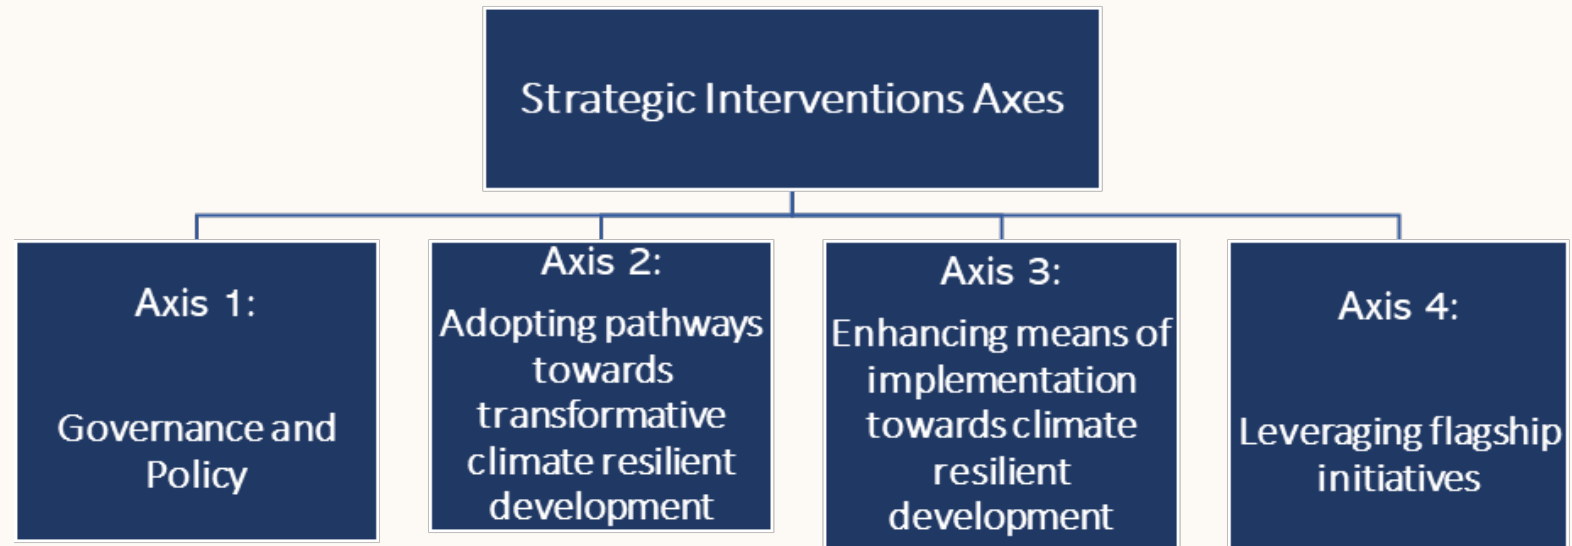 Strategic Interventions Axes
Axis 1:
Governance and
Policy
Axis 2:
Adopting pathways
towards
transformative
climate resilient
development
Axis 3:
Enhancing means of
implementation
towards climate
resilient
development
Axis 4:
Leveraging flagship
initiatives